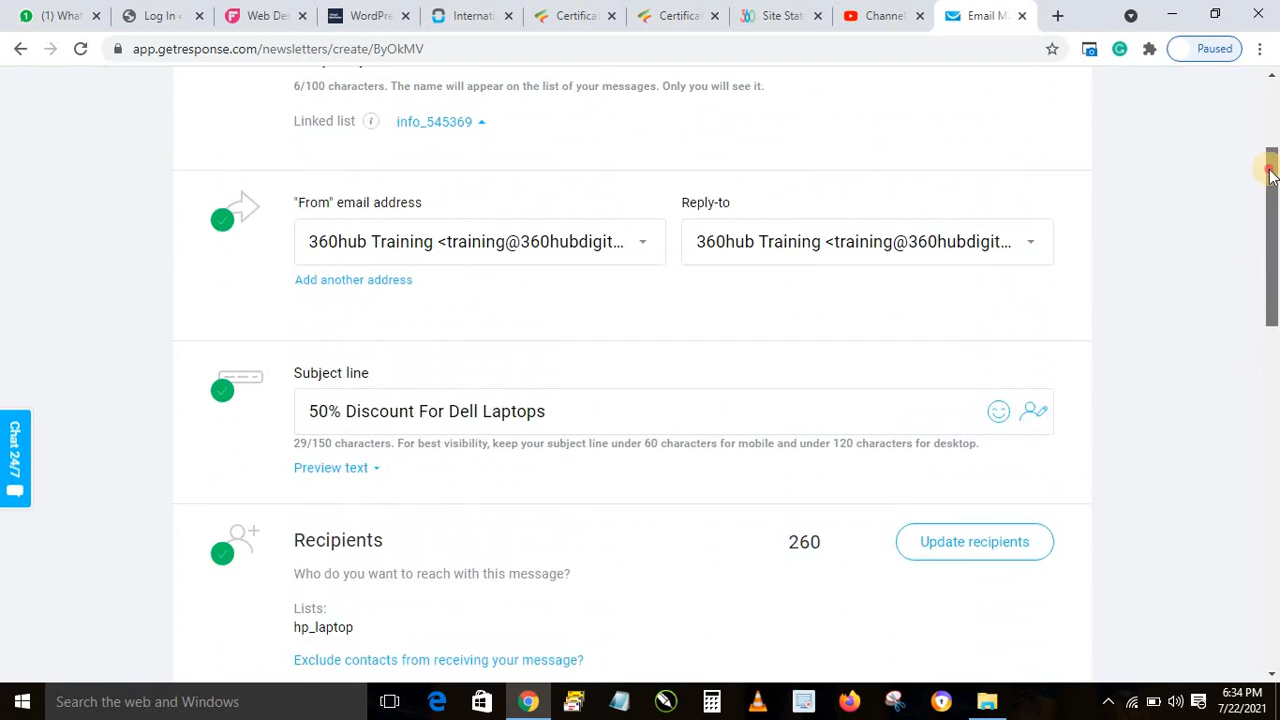 (1) What
Log In <
Web De
WordPre
Internati
Certifica
Certifica
Site Stat
Channel
Email M
app.getresponse.com/newsletters/create/ByOkMV
Paused
6/100 characters. The name will appear on the list of your messages. Only you will see it.
Linked list i info_545369
"From" email address
Reply-to
360hub Training <training@360hubdigit...
360hub Training <training@360hubdigit...
Add another address
Subject line
50% Discount For Dell Laptops
29/150 characters. For best visibility, keep your subject line under 60 characters for mobile and under 120 characters for desktop.
Preview text
Chat 24/7
Recipients
260
Update recipients
Who do you want to reach with this message?
Lists:
hp_laptop
Exclude contacts from receiving your message?
Search the web and Windows
6:34 PM
7/22/2021